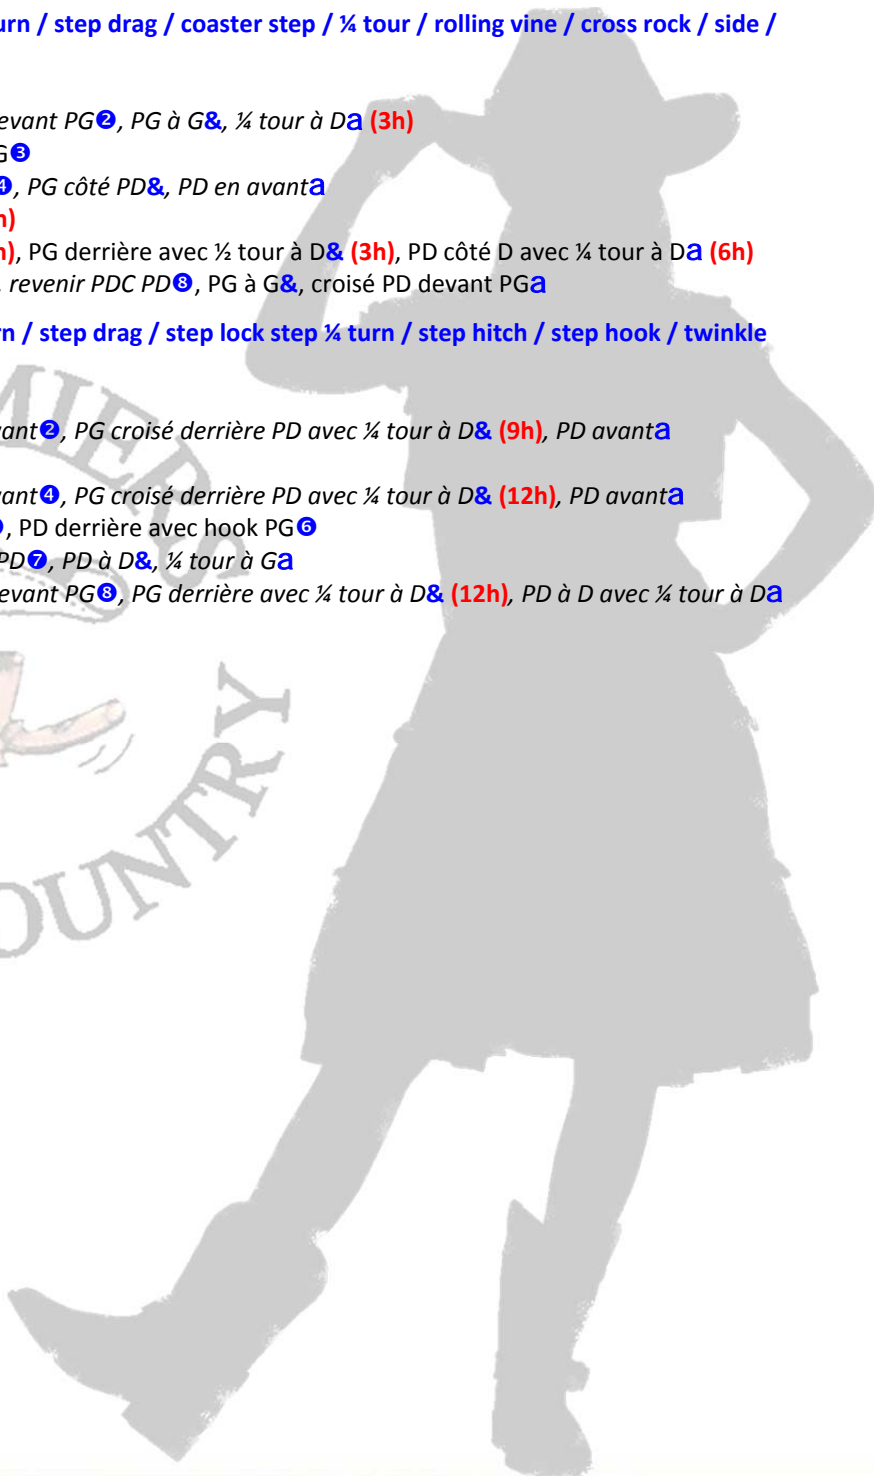 urn / step drag / coaster step / ¼ tour / rolling vine / cross rock / side /
evant PG❷, PG à G&, ¼ tour à Da (3h)
G❸
❹, PG côté PD&, PD en avanta
h)
h), PG derrière avec ½ tour à D& (3h), PD côté D avec ¼ tour à Da (6h)
, revenir PDC PD❽, PG à G&, croisé PD devant PGa
rn / step drag / step lock step ¼ turn / step hitch / step hook / twinkle
MIERS
vant❷, PG croisé derrière PD avec ¼ tour à D& (9h), PD avanta
vant❹, PG croisé derrière PD avec ¼ tour à D& (12h), PD avanta
, PD derrière avec hook PG❻
PD❼, PD à D&, ¼ tour à Ga
evant PG❽, PG derrière avec ¼ tour à D& (12h), PD à D avec ¼ tour à Da
OUNTRY